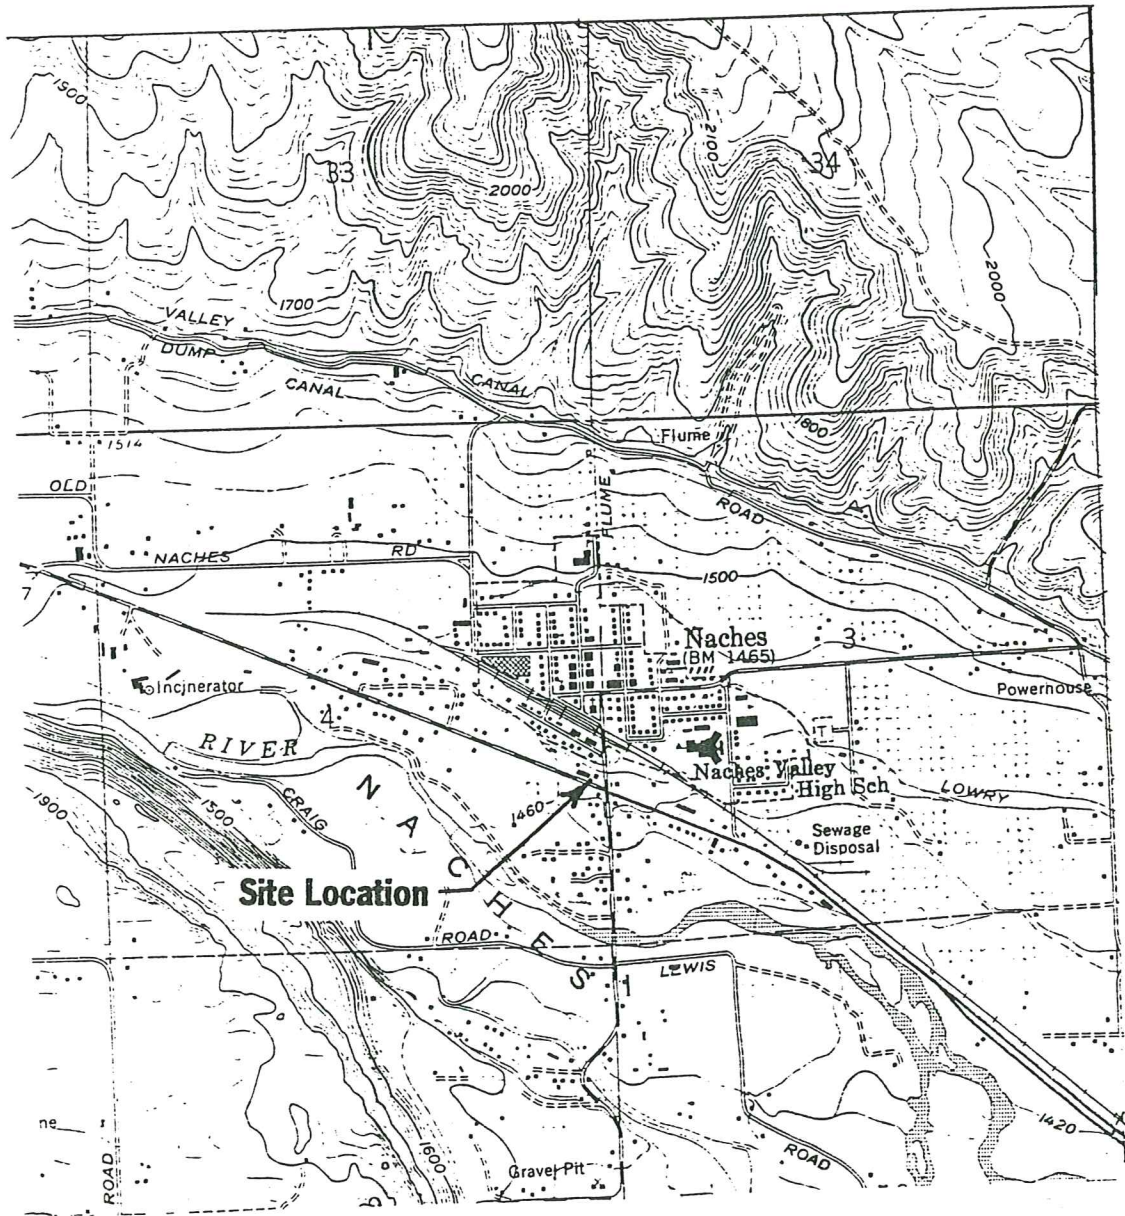 1900
33
34
2100
2000
2000
1700
VALLEY
DUMP
CANAL
CANAL
1800
1514
Flume
OLD
FLUME
ROAD
NACHES
RD
1500
7
Naches
(BM 1465)
3
Incinerator
Powerhouse
4
RIVER
T
Naches Valley
High Sch
LOWRY
1900
1500
CRAIG
1460
NACHES
Sewage
Disposal
Site Location
ROAD
LEWIS
1420
ne
1600
Gravel Pit
ROAD
ROAD